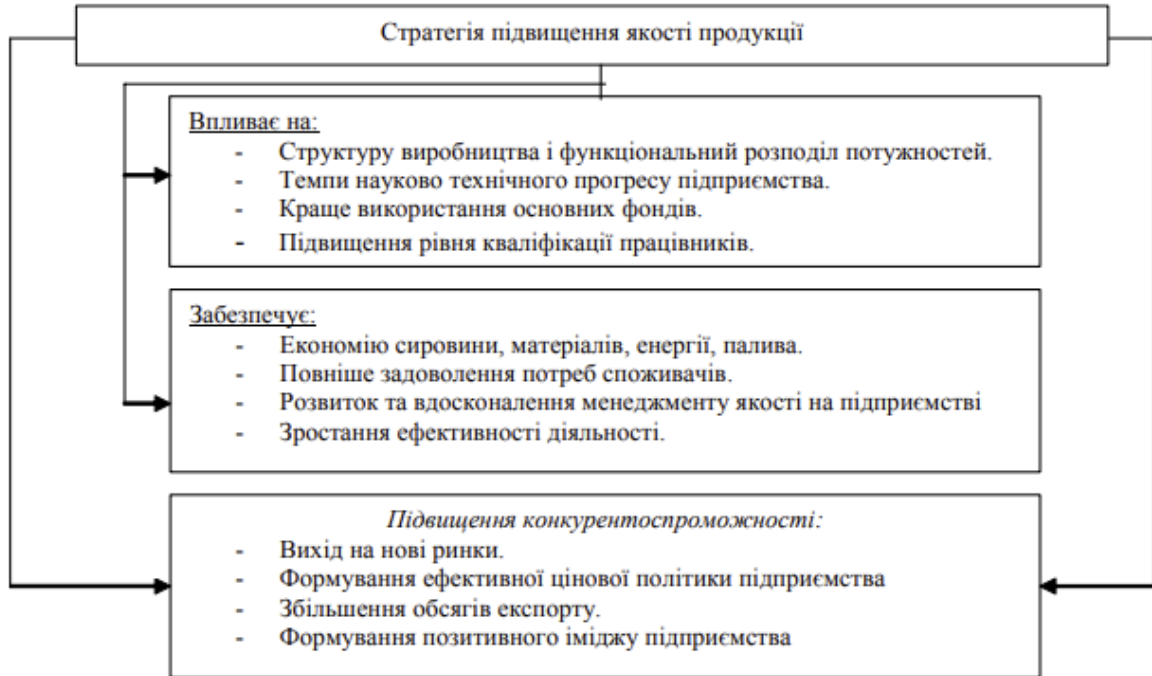 Стратегія підвищення якості продукції
Впливає на:
- Структуру виробництва і функціональний розподіл потужностей.
- Темпи науково технічного прогресу підприємства.
- Краще використання основних фондів.
- Підвищення рівня кваліфікації працівників.
Забезпечує:
- Економію сировини, матеріалів, енергії, палива.
- Повніше задоволення потреб споживачів.
- Розвиток та вдосконалення менеджменту якості на підприємстві
- Зростання ефективності діяльності.
Підвищення конкурентоспроможності:
- Вихід на нові ринки.
- Формування ефективної цінової політики підприємства
- Збільшення обсягів експорту.
- Формування позитивного іміджу підприємства